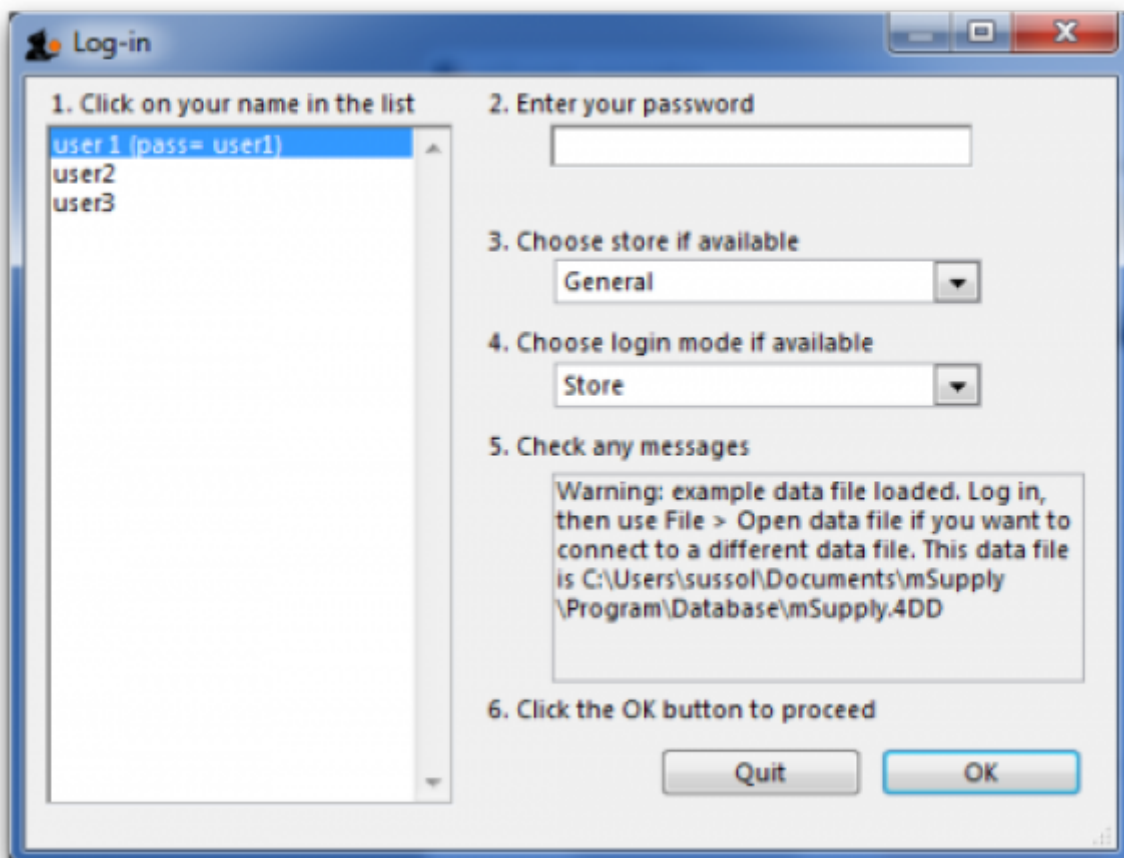 Log-in
1. Click on your name in the list
user 1 (pass= user1)
user2
user3
2. Enter your password
3. Choose store if available
General
4. Choose login mode if available
Store
5. Check any messages
Warning: example data file loaded. Log in,
then use File > Open data file if you want to
connect to a different data file. This data file
is C:\Users\sussol\Documents\mSupply
\Program\Database\mSupply.4DD
6. Click the OK button to proceed
Quit
OK